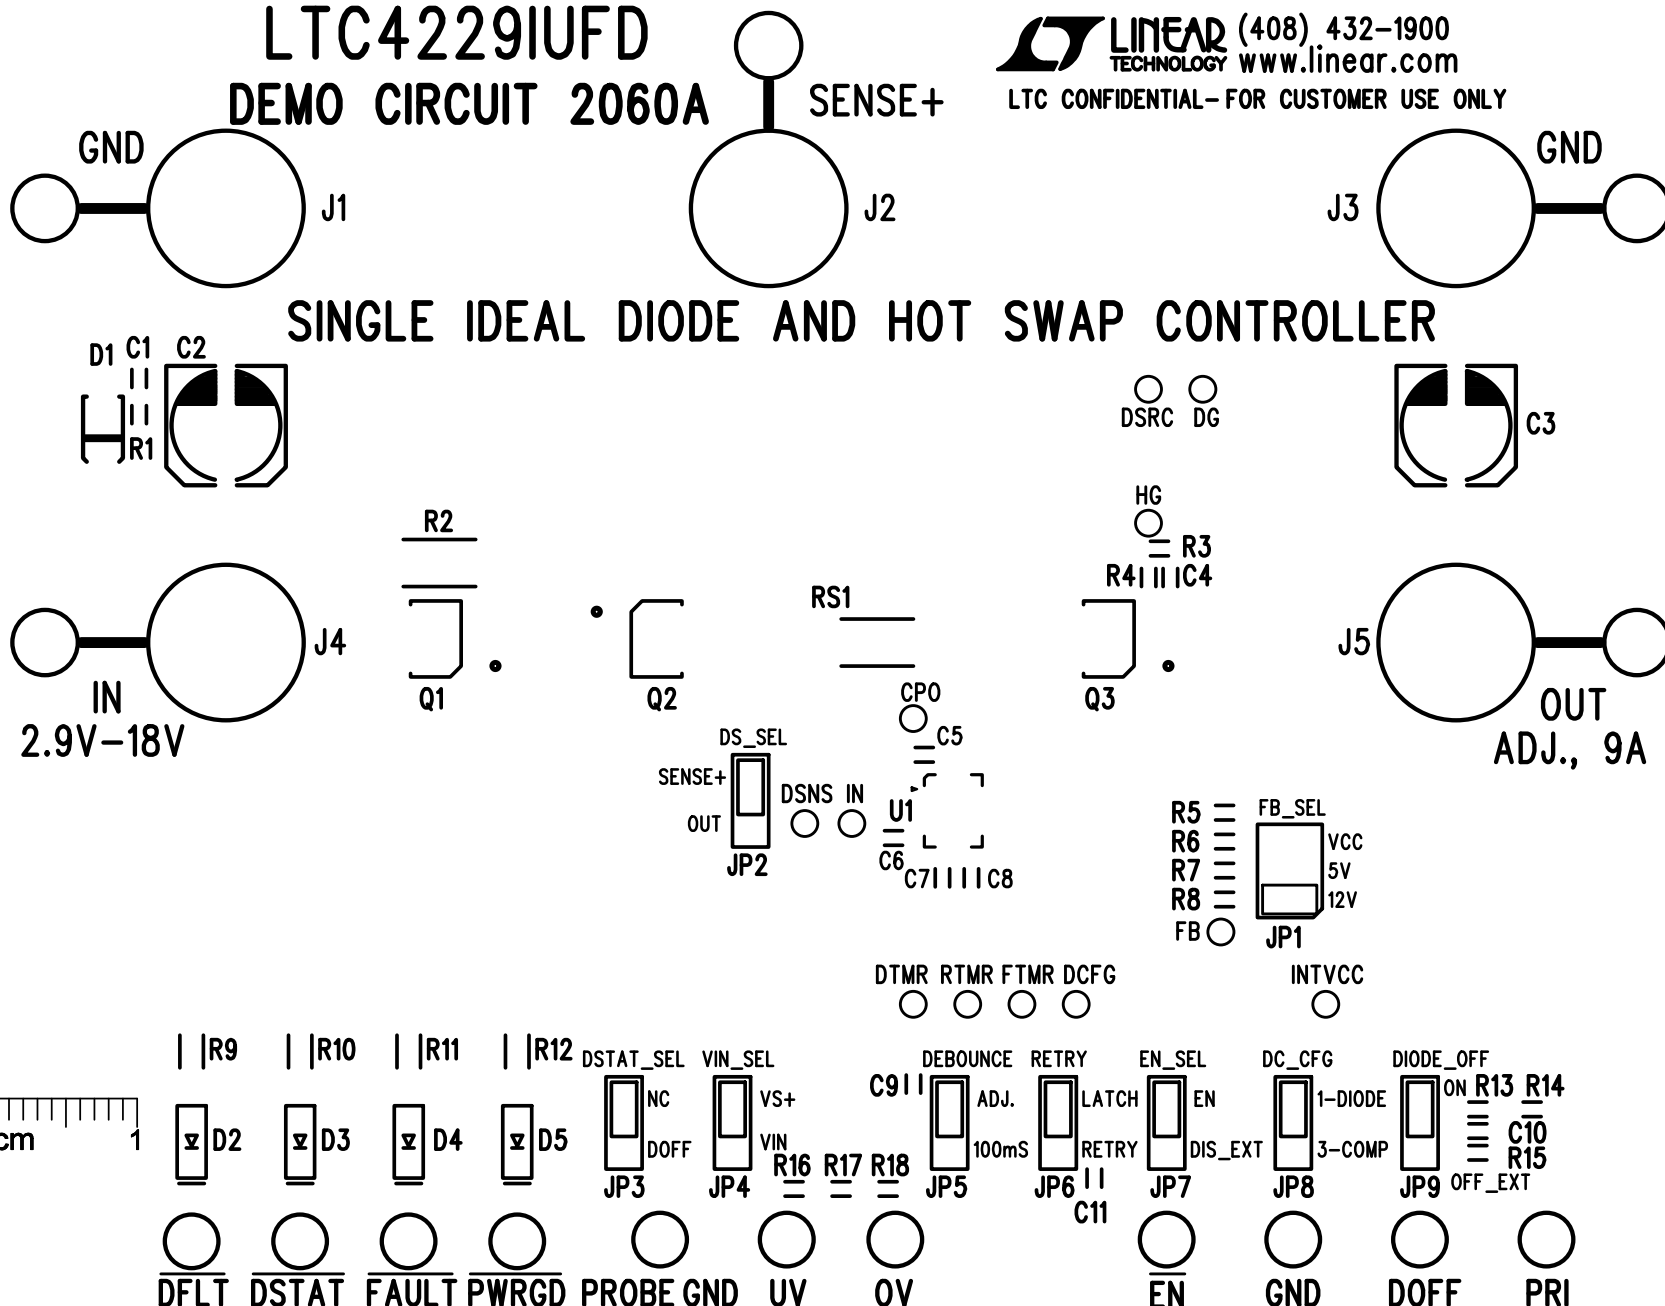 LTC4229IUFD
LINEAR (408) 432-1900
TECHNOLOGY www.linear.com
DEMO CIRCUIT 2060A
SENSE+
LTC CONFIDENTIAL-FOR CUSTOMER USE ONLY
GND
GND
J1
J2
J3
SINGLE IDEAL DIODE AND HOT SWAP CONTROLLER
D1 C1 C2
R1
DSRC DG
C3
HG
R2
R3
R4 C4
RS1
J4
J5
Q1
Q2
Q3
IN
2.9V-18V
OUT
ADJ., 9A
CPO
C5
DS_SEL
SENSE+
OUT
JP2
DSNS IN
U1
C6
C7 C8
R5
R6
R7
R8
FB
FB_SEL
VCC
5V
12V
JP1
DTMR RTMR FTMR DCFG
INTVCC
R9 R10 R11 R12
DSTAT_SEL VIN_SEL DEBOUNCE RETRY EN_SEL DC_CFG DIODE_OFF
C9
NC VS+ ADJ. LATCH EN 1-DIODE ON R13 R14
cm 1
D2 D3 D4 D5
DOFF VIN 100mS RETRY DIS_EXT 3-COMP
C10
R15
R16 R17 R18
OFF_EXT
JP3 JP4 JP5 JP6 JP7 JP8 JP9
C11
DFLT DSTAT FAULT PWRGD PROBE GND UV OV EN GND DOFF PRI